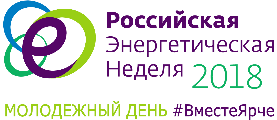 Российская
Энергетическая
Неделя 2018
МОЛОДЕЖНЫЙ ДЕНЬ #ВместеЯрче